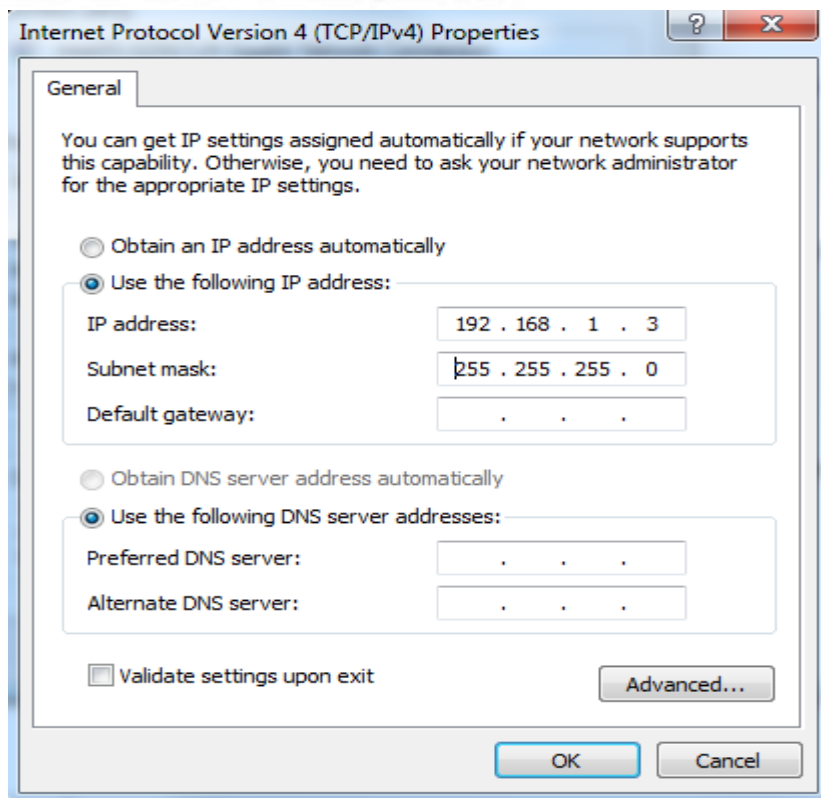 Internet Protocol Version 4 (TCP/IPv4) Properties
?
X
General
You can get IP settings assigned automatically if your network supports
this capability. Otherwise, you need to ask your network administrator
for the appropriate IP settings.
Obtain an IP address automatically
Use the following IP address:
IP address: 192 . 168 . 1 . 3
Subnet mask: 255 . 255 . 255 . 0
Default gateway: . . .
Obtain DNS server address automatically
Use the following DNS server addresses:
Preferred DNS server: . . .
Alternate DNS server: . . .
Validate settings upon exit
Advanced...
OK Cancel